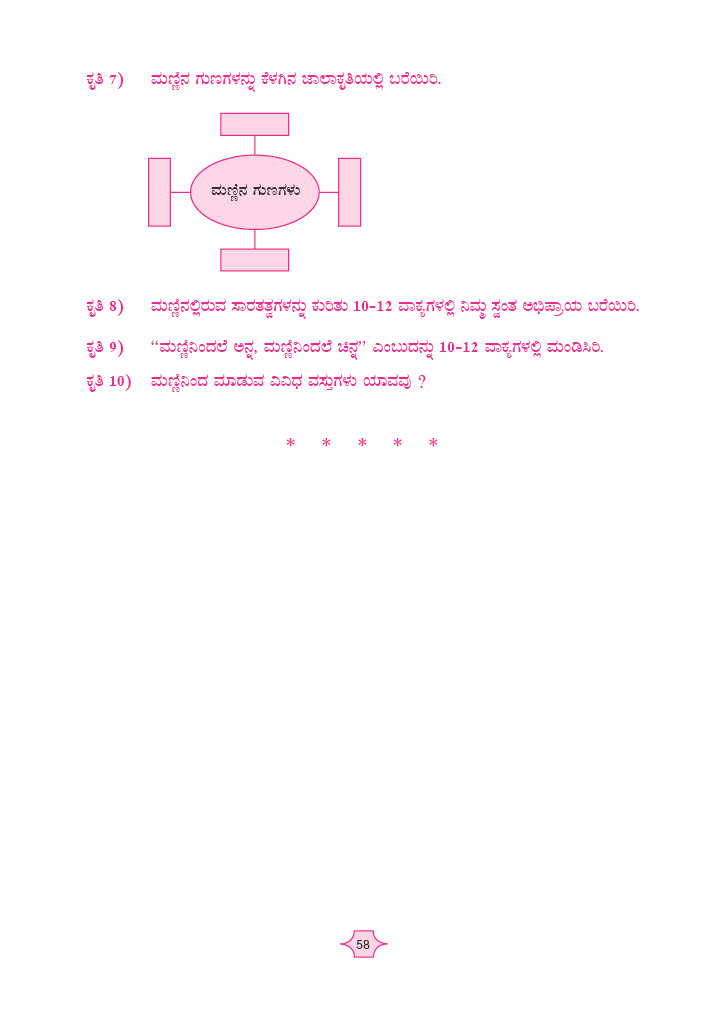 ಕೃತಿ 7) ಮಣ್ಣಿನ ಗುಣಗಳನ್ನು ಕೆಳಗಿನ ಜಾಲಾಕೃತಿಯಲ್ಲಿ ಬರೆಯಿರಿ.
ಮಣ್ಣಿನ ಗುಣಗಳು
ಕೃತಿ 8) ಮಣ್ಣಿನಲ್ಲಿರುವ ಸಾರತತ್ವಗಳನ್ನು ಕುರಿತು 10-12 ವಾಕ್ಯಗಳಲ್ಲಿ ನಿಮ್ಮ ಸ್ವಂತ ಅಭಿಪ್ರಾಯ ಬರೆಯಿರಿ.
ಕೃತಿ 9) “ಮಣ್ಣಿನಿಂದಲೆ ಅನ್ನ, ಮಣ್ಣಿನಿಂದಲೆ ಚಿನ್ನ” ಎಂಬುದನ್ನು 10-12 ವಾಕ್ಯಗಳಲ್ಲಿ ಮಂಡಿಸಿರಿ.
ಕೃತಿ 10) ಮಣ್ಣಿನಿಂದ ಮಾಡುವ ವಿವಿಧ ವಸ್ತುಗಳು ಯಾವವು ?
* * * * *
58